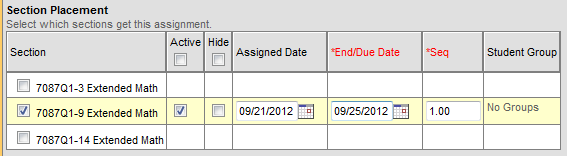 Section Placement
Select which sections get this assignment.
Section Active Hide Assigned Date *End/Due Date *Seq Student Group
7087Q1-3 Extended Math
7087Q1-9 Extended Math 09/21/2012 09/25/2012 1.00 No Groups
7087Q1-14 Extended Math